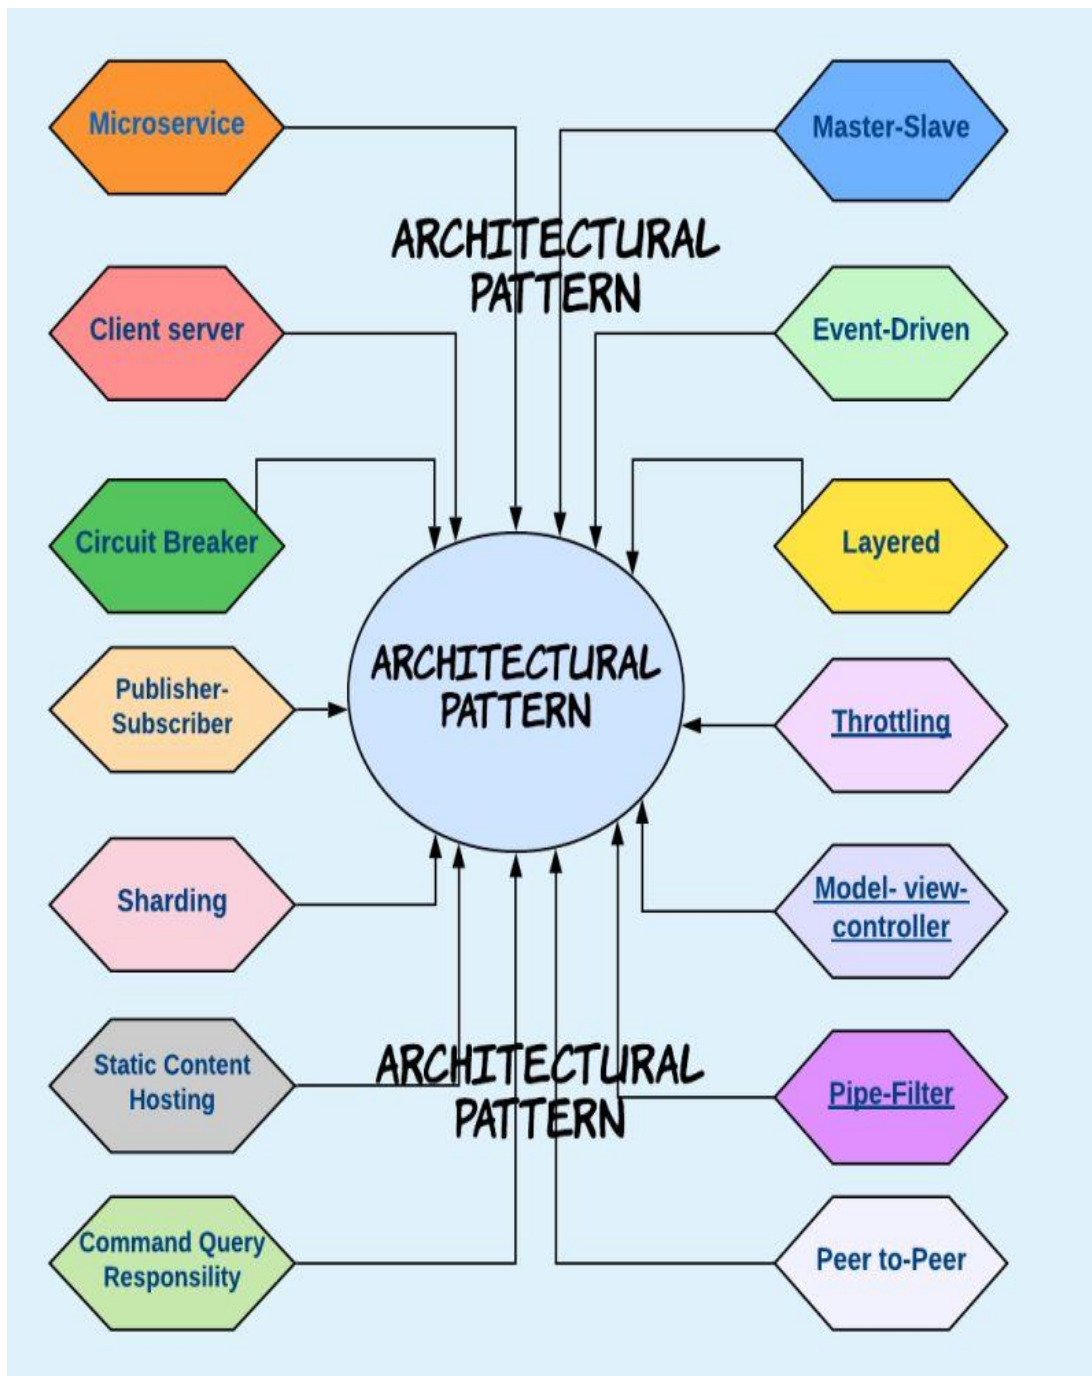 Microservice
Master-Slave
ARCHITECTURAL
PATTERN
Client server
Event-Driven
Circuit Breaker
Layered
ARCHITECTURAL
PATTERN
Publisher-
Subscriber
Throttling
Sharding
Model- view-
controller
Static Content
Hosting
ARCHITECTURAL
PATTERN
Pipe-Filter
Command Query
Responsility
Peer to-Peer